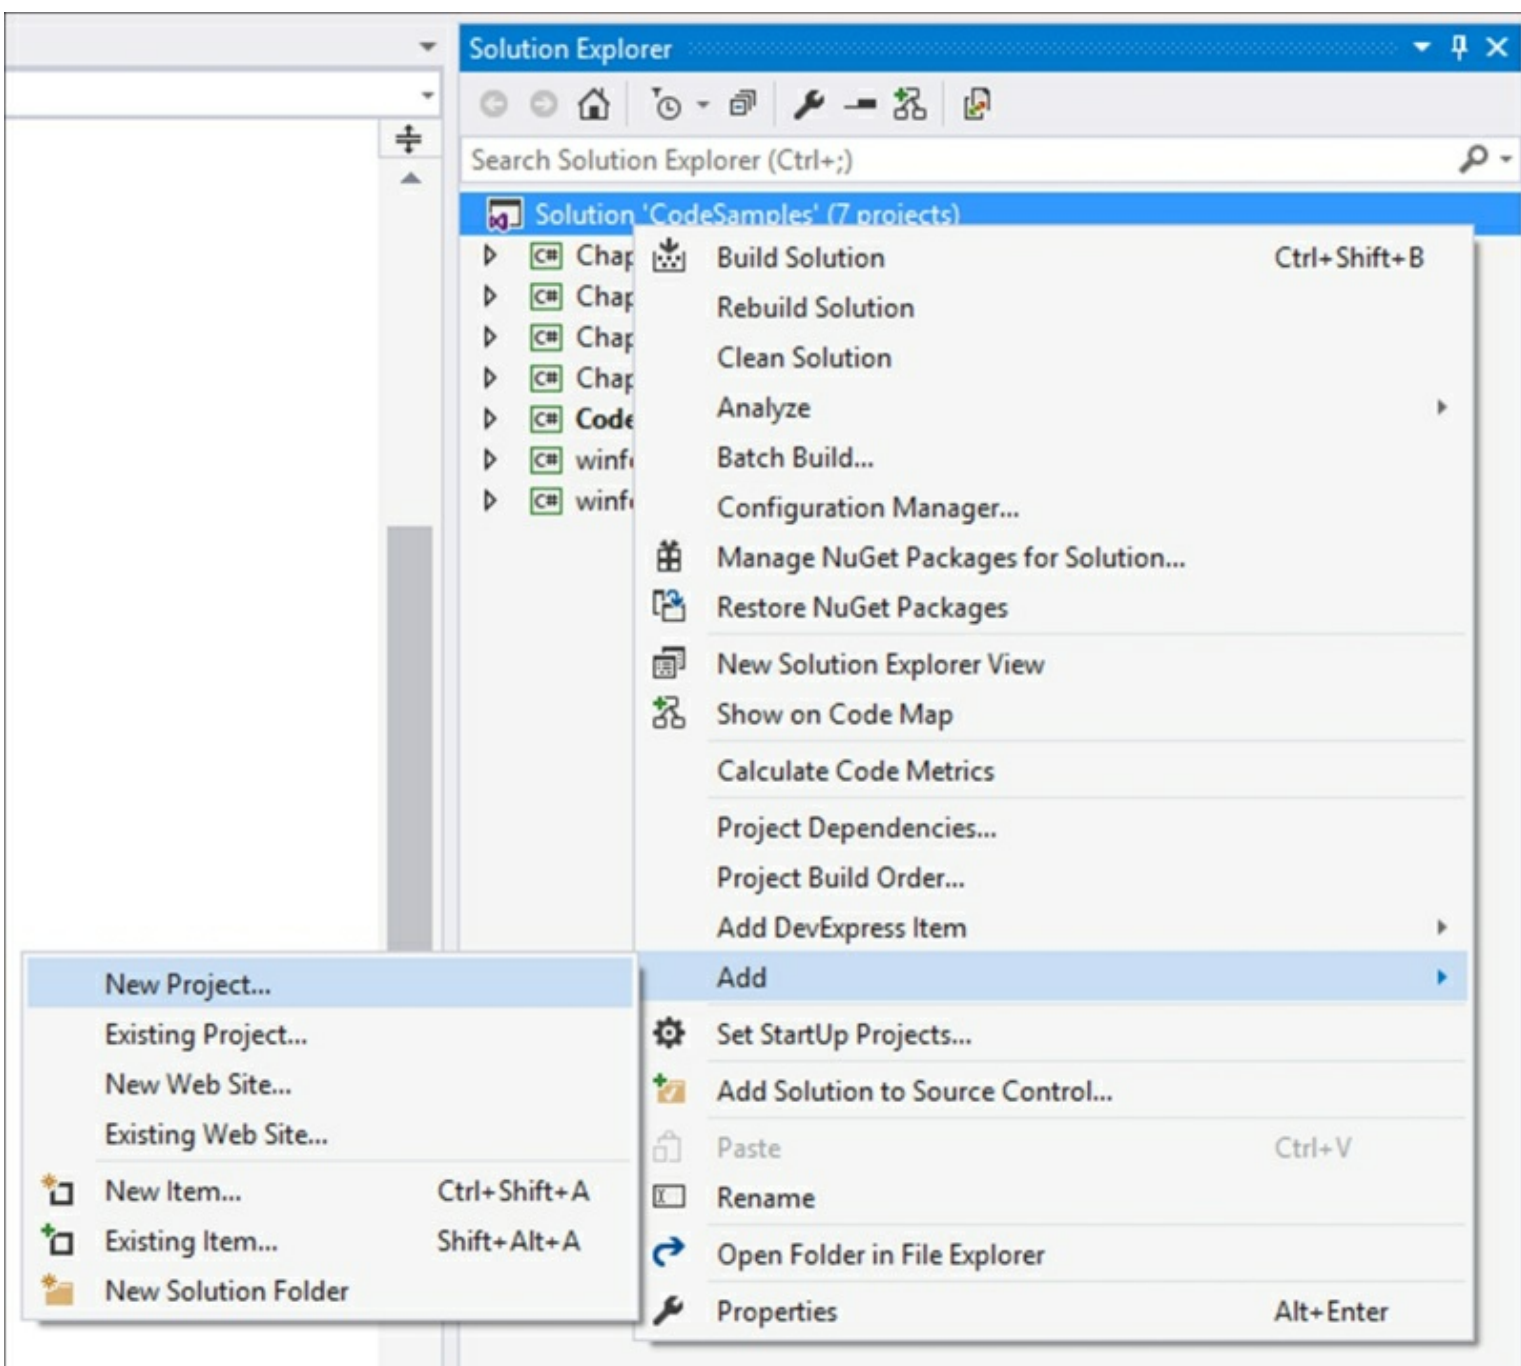 Solution Explorer
Search Solution Explorer (Ctrl+;)
Solution 'CodeSamples' (7 projects)
C#
C#
C#
C#
C# Code
C#
C#
Build Solution Ctrl+Shift+B
Rebuild Solution
Clean Solution
Analyze
Batch Build...
Configuration Manager...
Manage NuGet Packages for Solution...
Restore NuGet Packages
New Solution Explorer View
Show on Code Map
Calculate Code Metrics
Project Dependencies...
Project Build Order...
Add DevExpress Item
Add
Set StartUp Projects...
Add Solution to Source Control...
Paste Ctrl+V
Rename
Open Folder in File Explorer
Properties Alt+Enter
New Project...
Existing Project...
New Web Site...
Existing Web Site...
New Item... Ctrl+Shift+A
Existing Item... Shift+Alt+A
New Solution Folder